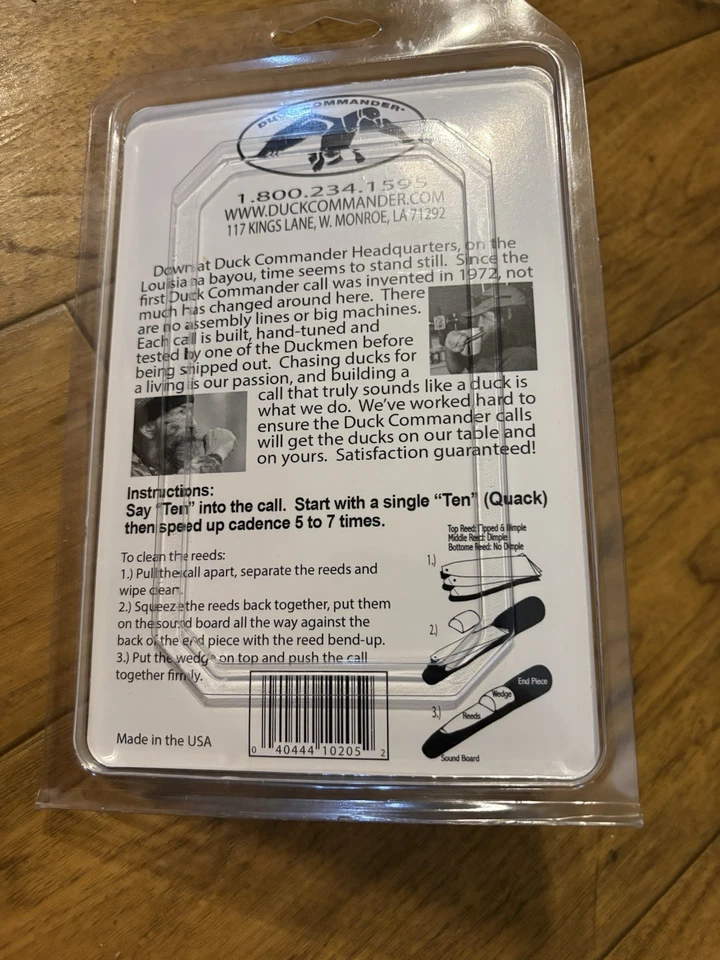 DUCK COMMANDER®
1.800.234.1595
WWW.DUCKCOMMANDER.COM
117 KINGS LANE, W. MONROE, LA 71292
Down at Duck Commander Headquarters, on the
Louisiana bayou, time seems to stand still. Since the
first Duck Commander call was invented in 1972, not
much has changed around here. There
are no assembly lines or big machines.
Each call is built, hand-tuned and
tested by one of the Duckmen before
being shipped out. Chasing ducks for
a living is our passion, and building a
call that truly sounds like a duck is
what we do. We've worked hard to
ensure the Duck Commander calls
will get the ducks on our table and
on yours. Satisfaction guaranteed!
Instructions:
Say "Ten" into the call. Start with a single "Ten" (Quack)
then speed up cadence 5 to 7 times.
To clean the reeds:
1.) Pull the call apart, separate the reeds and
wipe clean.
2.) Squeeze the reeds back together, put them
on the sound board all the way against the
back of the end piece with the reed bend-up.
3.) Put the wedge on top and push the call
together firmly.
Top Reed: Tipped & Dimple
Middle Reed: Dimple
Bottome Reed: No Dimple
1.)
2.)
3.)
End Piece
Wedge
Reeds
Sound Board
Made in the USA
0 40444 10205 2